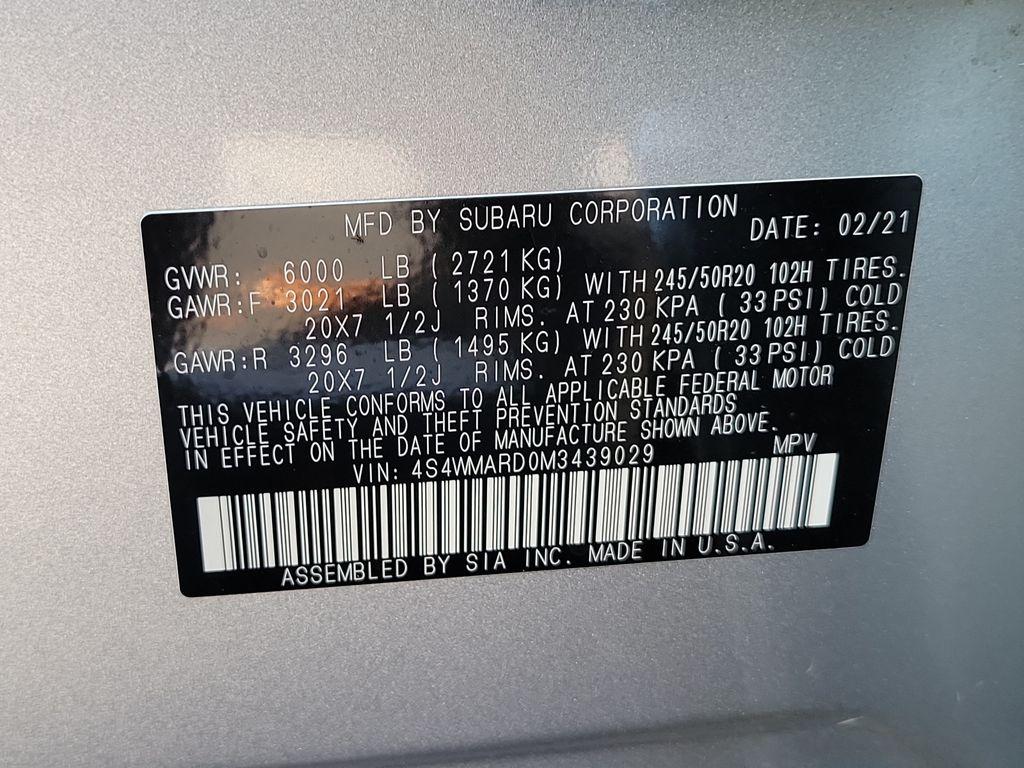 MFD BY SUBARU CORPORATION DATE: 02/21
GVWR: 6000 LB ( 2721 KG)
GAWR:F 3021 LB ( 1370 KG) WITH 245/50R20 102H TIRES.
20X7 1/2J RIMS. AT 230 KPA ( 33 PSI) COLD
GAWR:R 3296 LB ( 1495 KG) WITH 245/50R20 102H TIRES.
20X7 1/2J RIMS. AT 230 KPA ( 33 PSI) COLD
THIS VEHICLE CONFORMS TO ALL APPLICABLE FEDERAL MOTOR
VEHICLE SAFETY AND THEFT PREVENTION STANDARDS
IN EFFECT ON THE DATE OF MANUFACTURE SHOWN ABOVE.
VIN: 4S4WMARD0M3439029 MPV
ASSEMBLED BY SIA INC. MADE IN U.S.A.